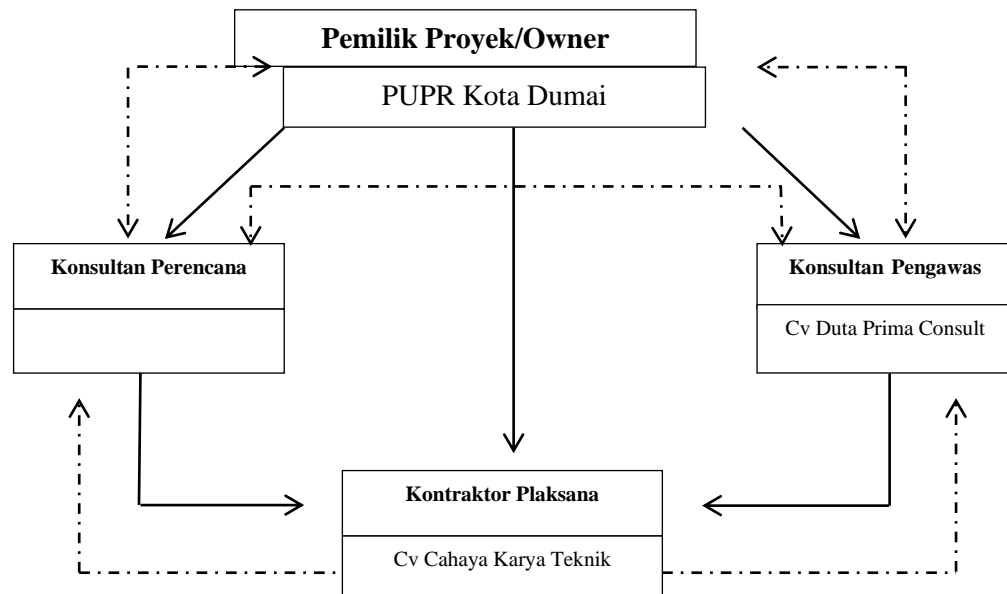 Pemilik Proyek/Owner
PUPR Kota Dumai
Konsultan Perencana
Konsultan Pengawas
Cv Duta Prima Consult
Kontraktor Plaksana
Cv Cahaya Karya Teknik